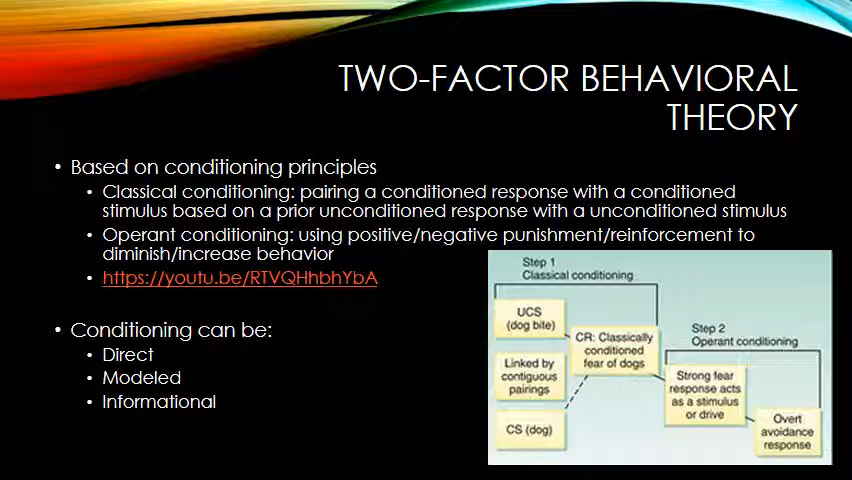 TWO-FACTOR BEHAVIORAL
THEORY
• Based on conditioning principles
• Classical conditioning: pairing a conditioned response with a conditioned
stimulus based on a prior unconditioned response with a unconditioned stimulus
• Operant conditioning: using positive/negative punishment/reinforcement to
diminish/increase behavior
• https://youtu.be/RTVQHhbhYbA
• Conditioning can be:
• Direct
• Modeled
• Informational
Step 1
Classical conditioning
UCS
(dog bite)
Linked by
contiguous
pairings
CS (dog)
CR: Classically
conditioned
fear of dogs
Step 2
Operant conditioning
Strong fear
response acts
as a stimulus
or drive
Overt
avoidance
response